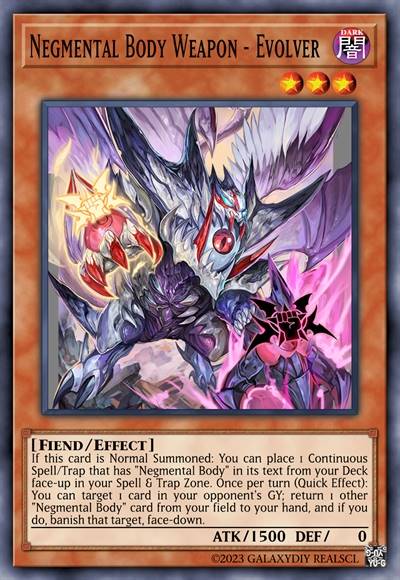 NEGMENTAL BODY WEAPON - EVOLVER
DARK
闇
[FIEND/EFFECT]
If this card is Normal Summoned: You can place 1 Continuous
Spell/Trap that has "Negmental Body" in its text from your Deck
face-up in your Spell & Trap Zone. Once per turn (Quick Effect):
You can target 1 card in your opponent's GY; return 1 other
"Negmental Body" card from your field to your hand, and if you
do, banish that target, face-down.
ATK/1500 DEF/ 0
©2023 GALAXYDIY REALSCL